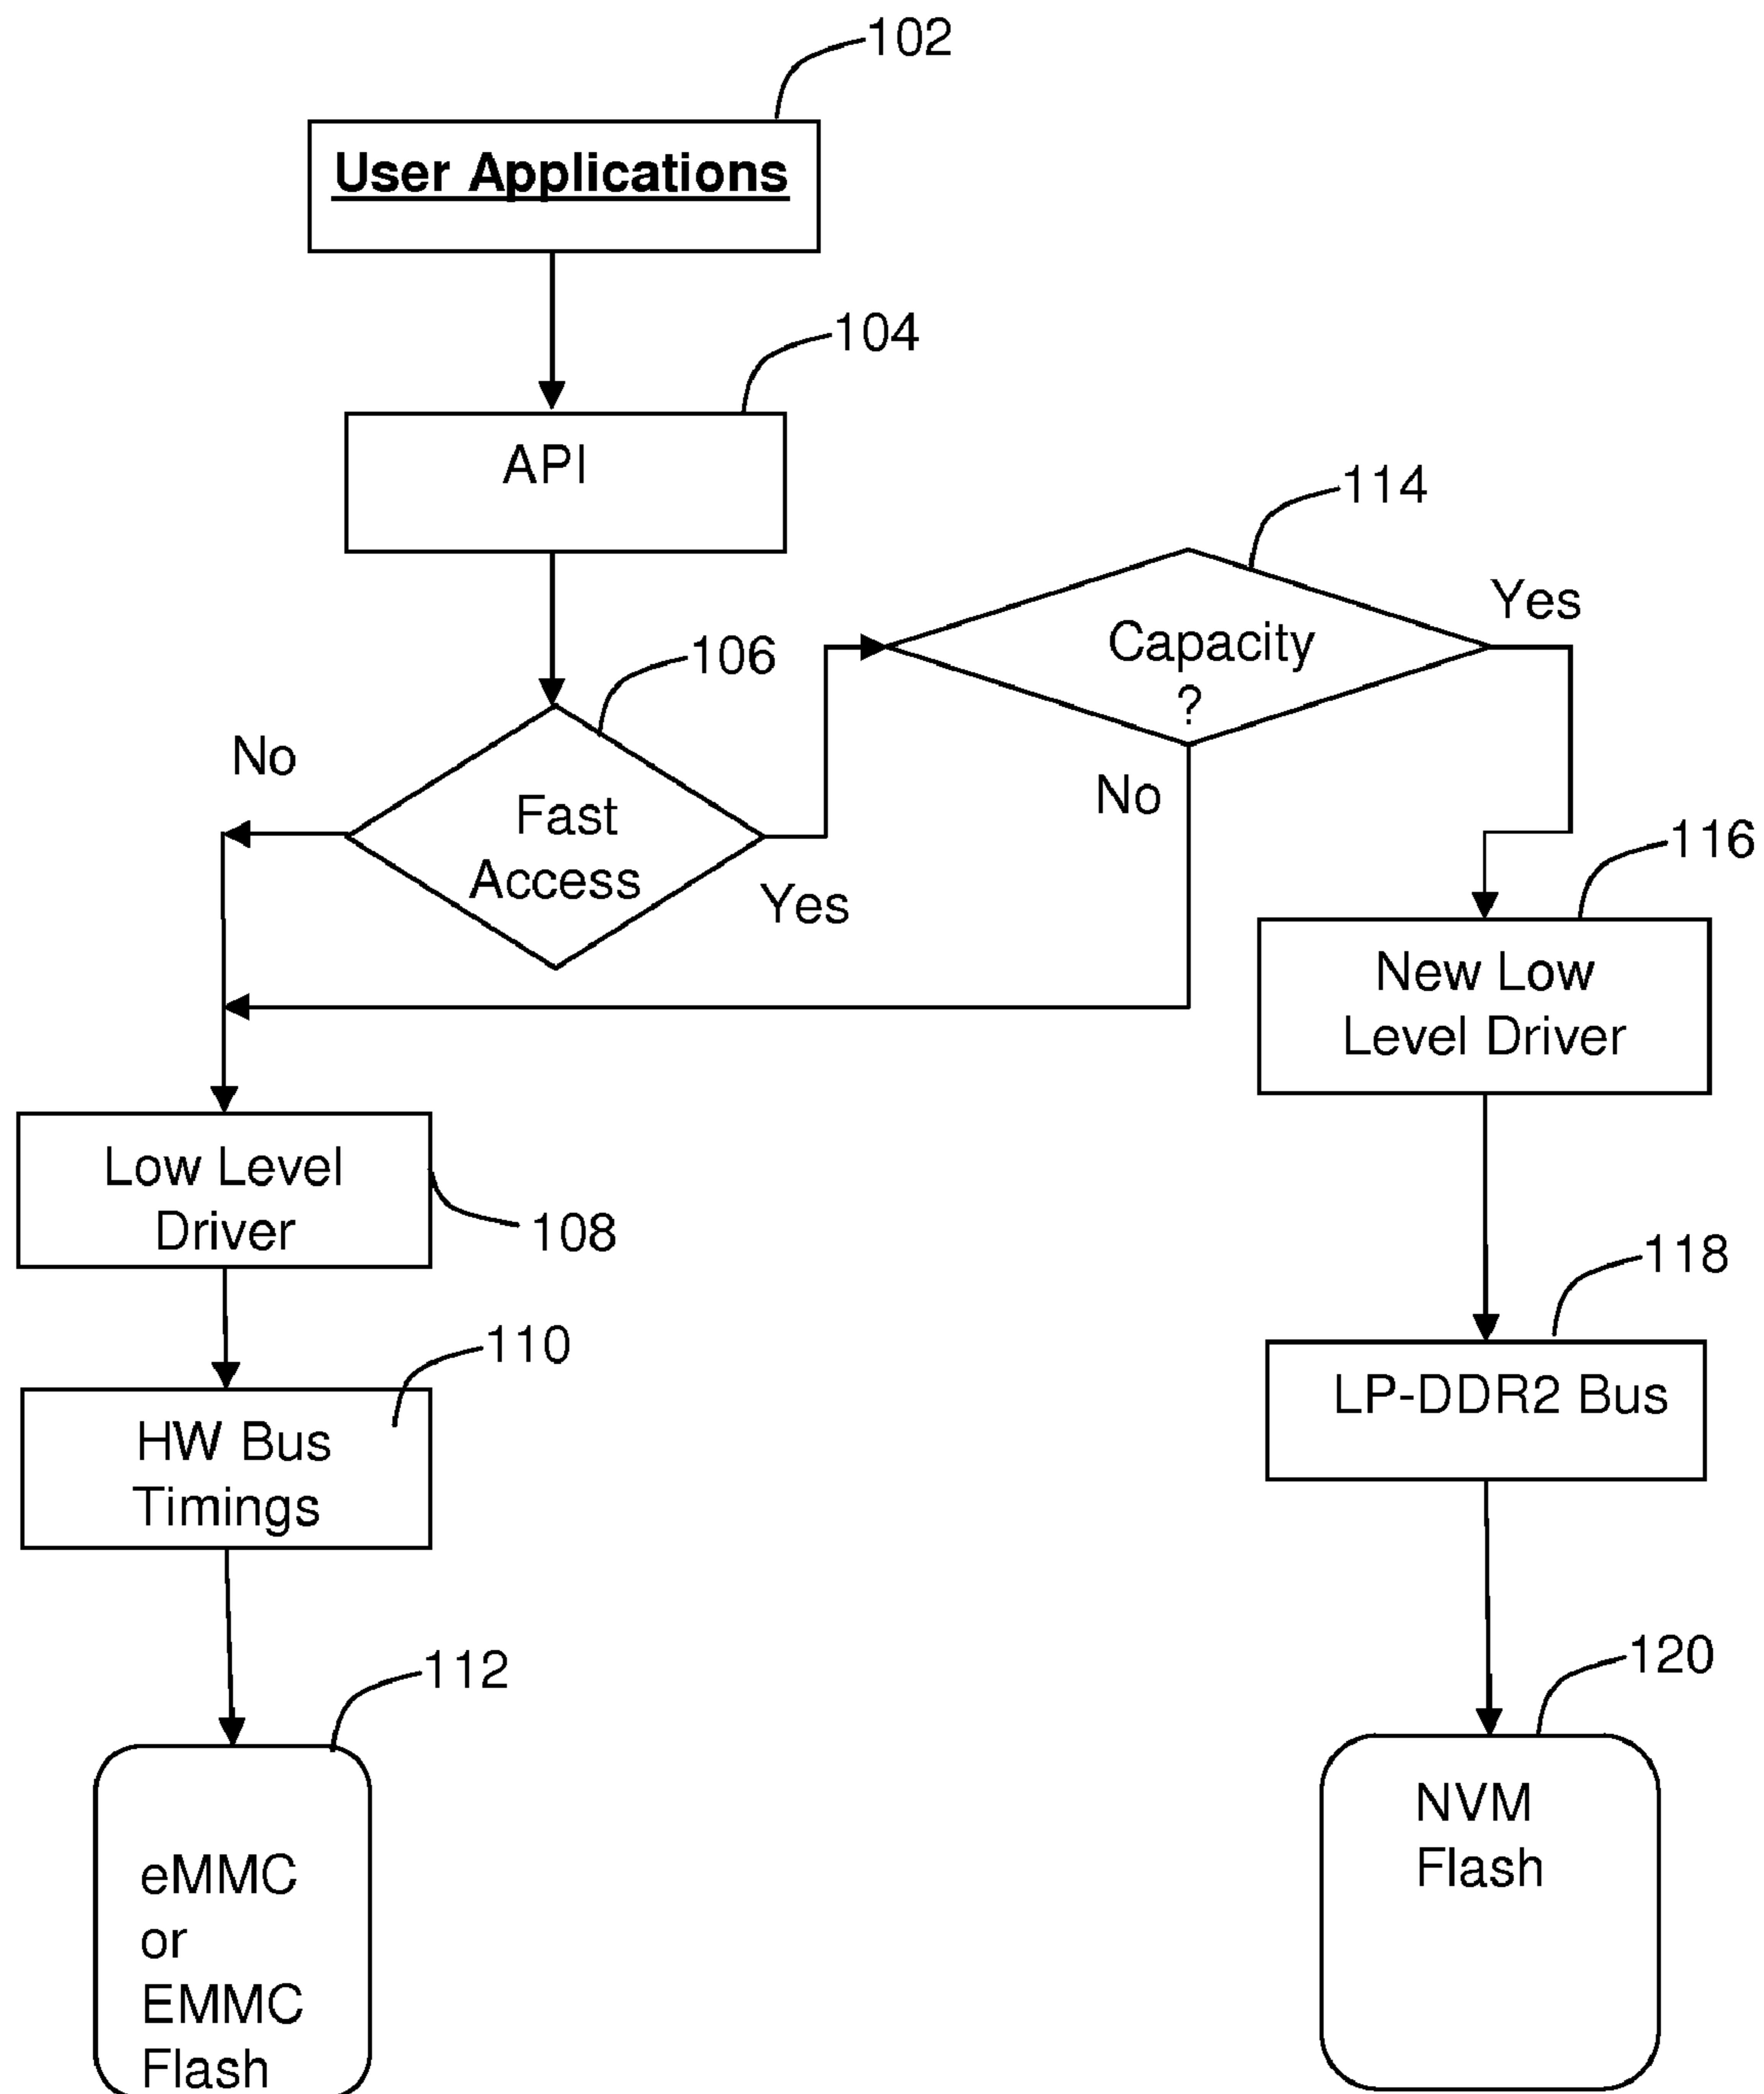 102
User Applications
104
API
114
Yes
Capacity
?
106
No
Fast
Access
Yes
No
116
New Low
Level Driver
Low Level
Driver
108
118
110
LP-DDR2 Bus
HW Bus
Timings
112
120
NVM
Flash
eMMC
or
EMMC
Flash